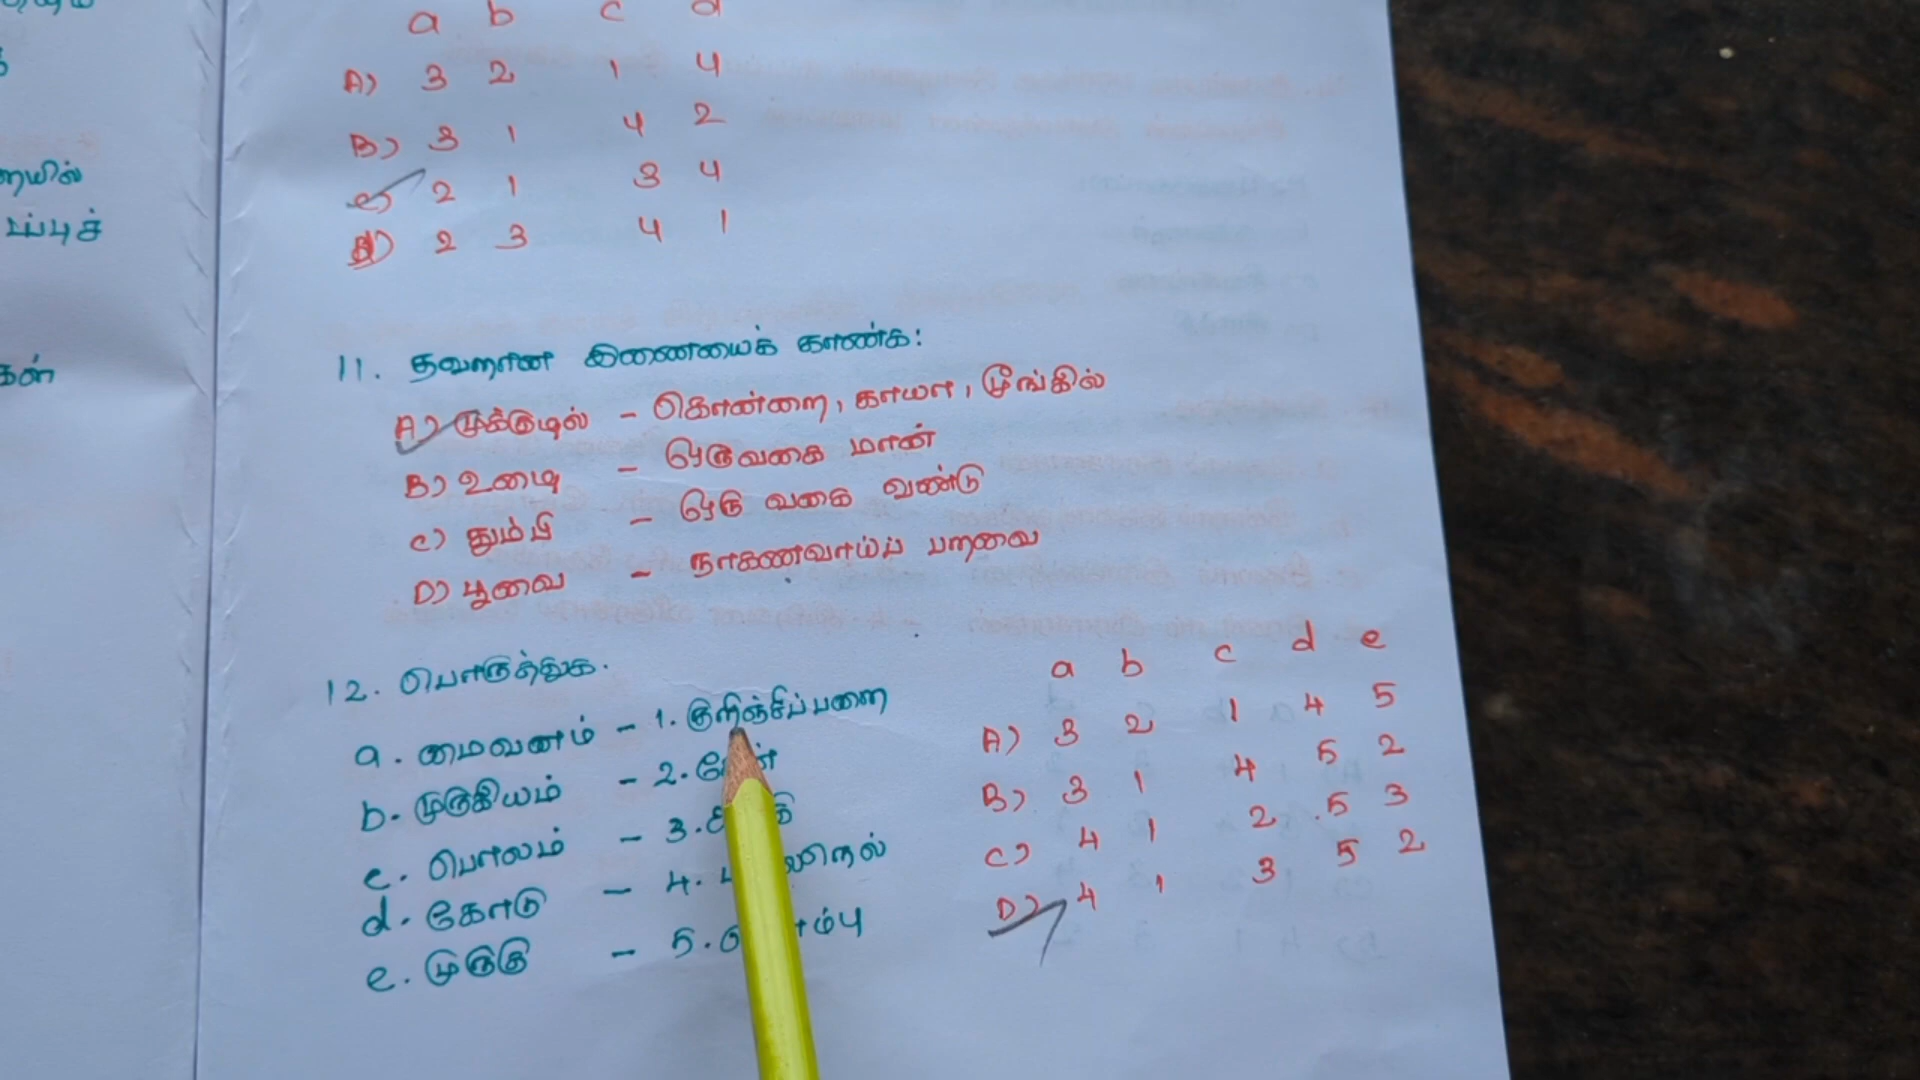 ளையில்
கள்
a b c d
A) 3 2 1 4
B) 3 1 4 2
C) 2 1 3 4
D) 2 3 4 1
11. தவறான இணையைக் காண்க:
A) முக்குடில் - கொன்றை, காயா, மூங்கில்
B) உழை - ஒருவகை மான்
C) தும்பி - ஒரு வகை வண்டு
D) பூவை - நாகணவாய்ப் பறவை
12. பொருத்துக.
a. மைவனம் - 1. குறிஞ்சிப்பறை
b. முருகியம் - 2.
c. பொலம் - 3.
d. கோடு - 4.
e. முருகு - 5.
a b c d e
A) 3 2 1 4 5
B) 3 1 4 5 2
C) 4 1 2 5 3
D) 4 1 3 5 2